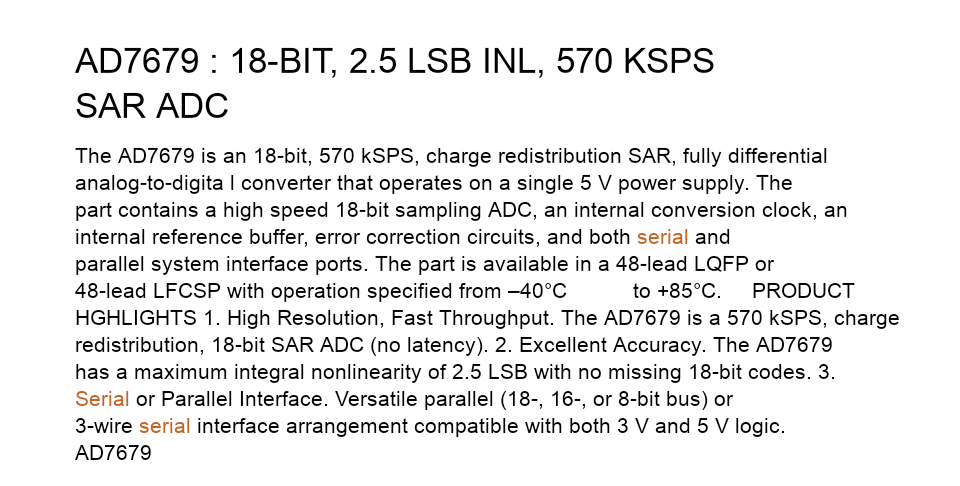 AD7679 : 18-BIT, 2.5 LSB INL, 570 KSPS
SAR ADC
The AD7679 is an 18-bit, 570 kSPS, charge redistribution SAR, fully differential
analog-to-digita l converter that operates on a single 5 V power supply. The
part contains a high speed 18-bit sampling ADC, an internal conversion clock, an
internal reference buffer, error correction circuits, and both serial and
parallel system interface ports. The part is available in a 48-lead LQFP or
48-lead LFCSP with operation specified from –40°C to +85°C. PRODUCT
HGHLIGHTS 1. High Resolution, Fast Throughput. The AD7679 is a 570 kSPS, charge
redistribution, 18-bit SAR ADC (no latency). 2. Excellent Accuracy. The AD7679
has a maximum integral nonlinearity of 2.5 LSB with no missing 18-bit codes. 3.
Serial or Parallel Interface. Versatile parallel (18-, 16-, or 8-bit bus) or
3-wire serial interface arrangement compatible with both 3 V and 5 V logic.
AD7679